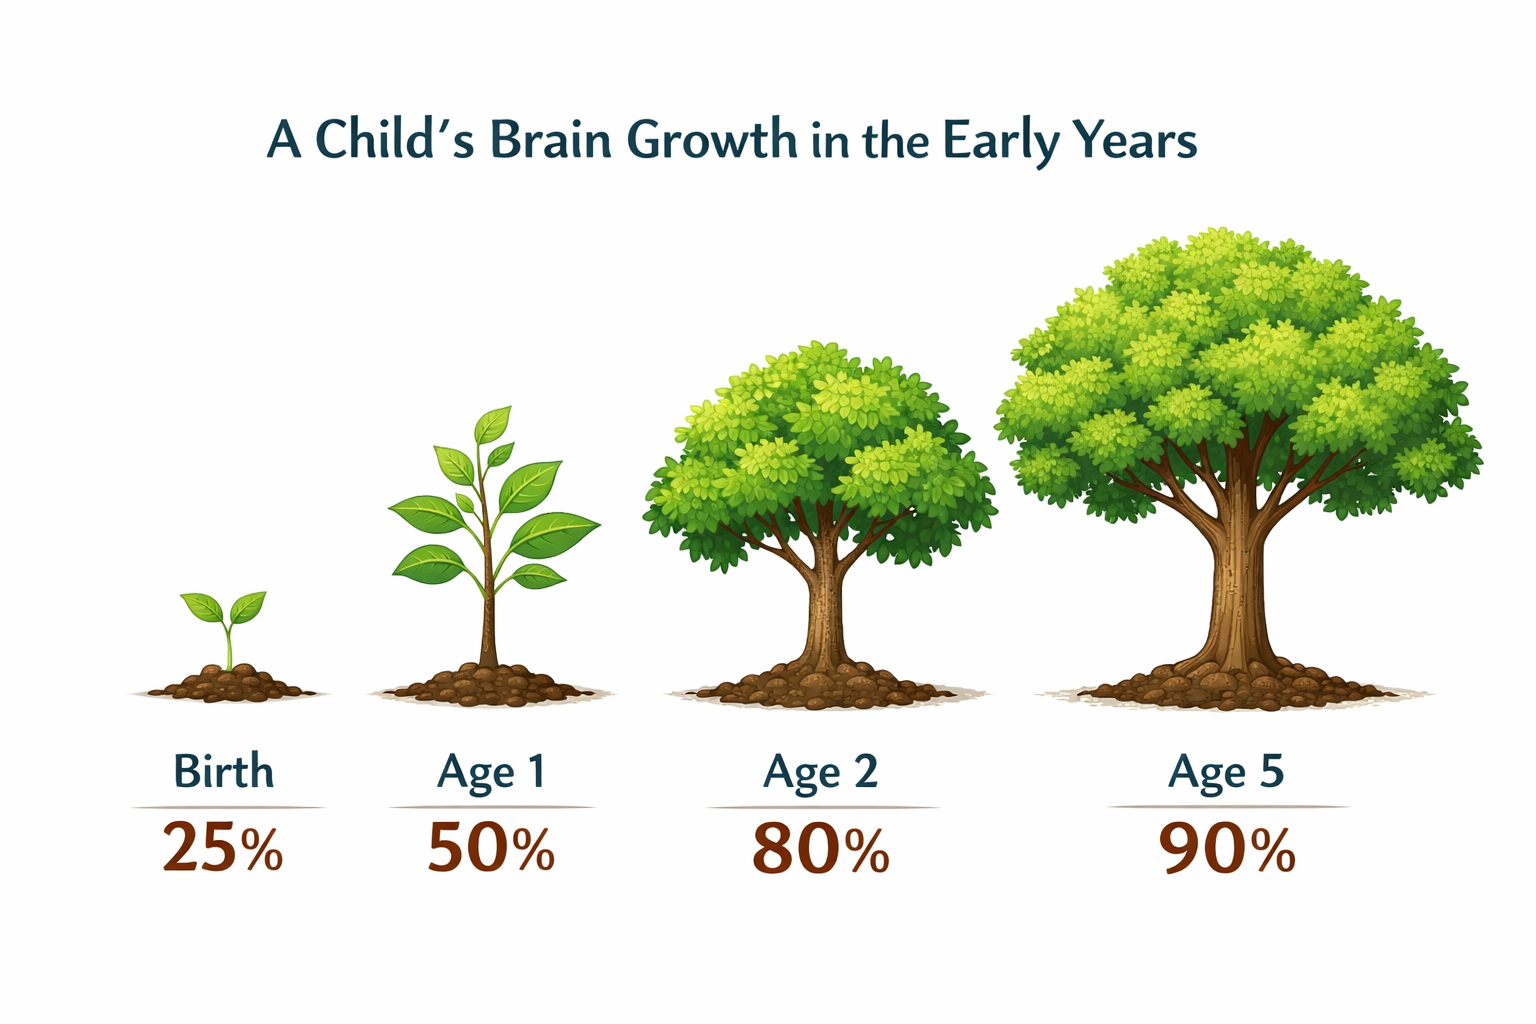 A Child's Brain Growth in the Early Years
Birth
25%
Age 1
50%
Age 2
80%
Age 5
90%